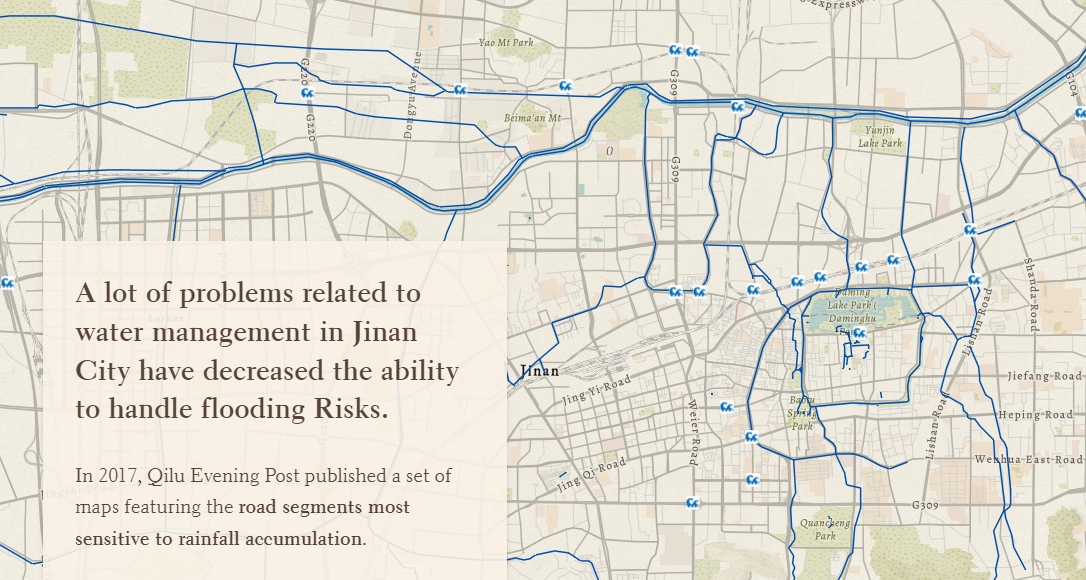 Expressway
Yao Mt Park
G220
G220
Dongyu Avenue
G309
G104
Beima'an Mt
Yunjin
Lake Park
0
G309
A lot of problems related to
water management in Jinan
City have decreased the ability
to handle flooding Risks.
In 2017, Qilu Evening Post published a set of
maps featuring the road segments most
sensitive to rainfall accumulation.
Daming
Lake Park (
Daminghu
Shanda Road
Lishan Road
Jinan
Jing Yi Road
Jiefang Road
Weier Road
Baotu
Spring
Park
Heping Road
Lishan Road
Wenhua East Road
Jing Qi Road
G309
Quancheng
Park